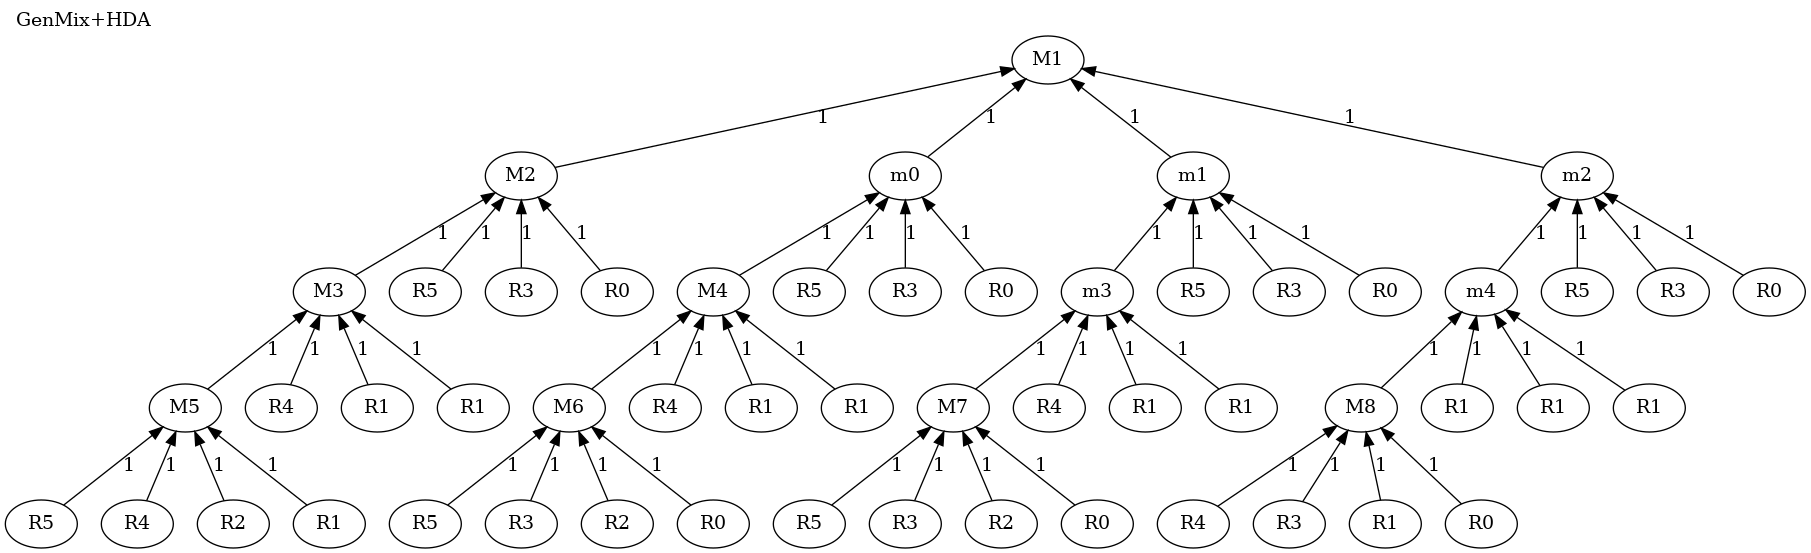 GenMix+HDA
M1
1 1 1 1
M2 m0 m1 m2
1 1 1 1 1 1 1 1 1 1 1 1 1 1 1 1
M3 R5 R3 R0 M4 R5 R3 R0 m3 R5 R3 R0 m4 R5 R3 R0
1 1 1 1 1 1 1 1 1 1 1 1 1 1 1 1
M5 R4 R1 R1 M6 R4 R1 R1 M7 R4 R1 R1 M8 R1 R1 R1
1 1 1 1 1 1 1 1 1 1 1 1 1 1 1 1
R5 R4 R2 R1 R5 R3 R2 R0 R5 R3 R2 R0 R4 R3 R1 R0